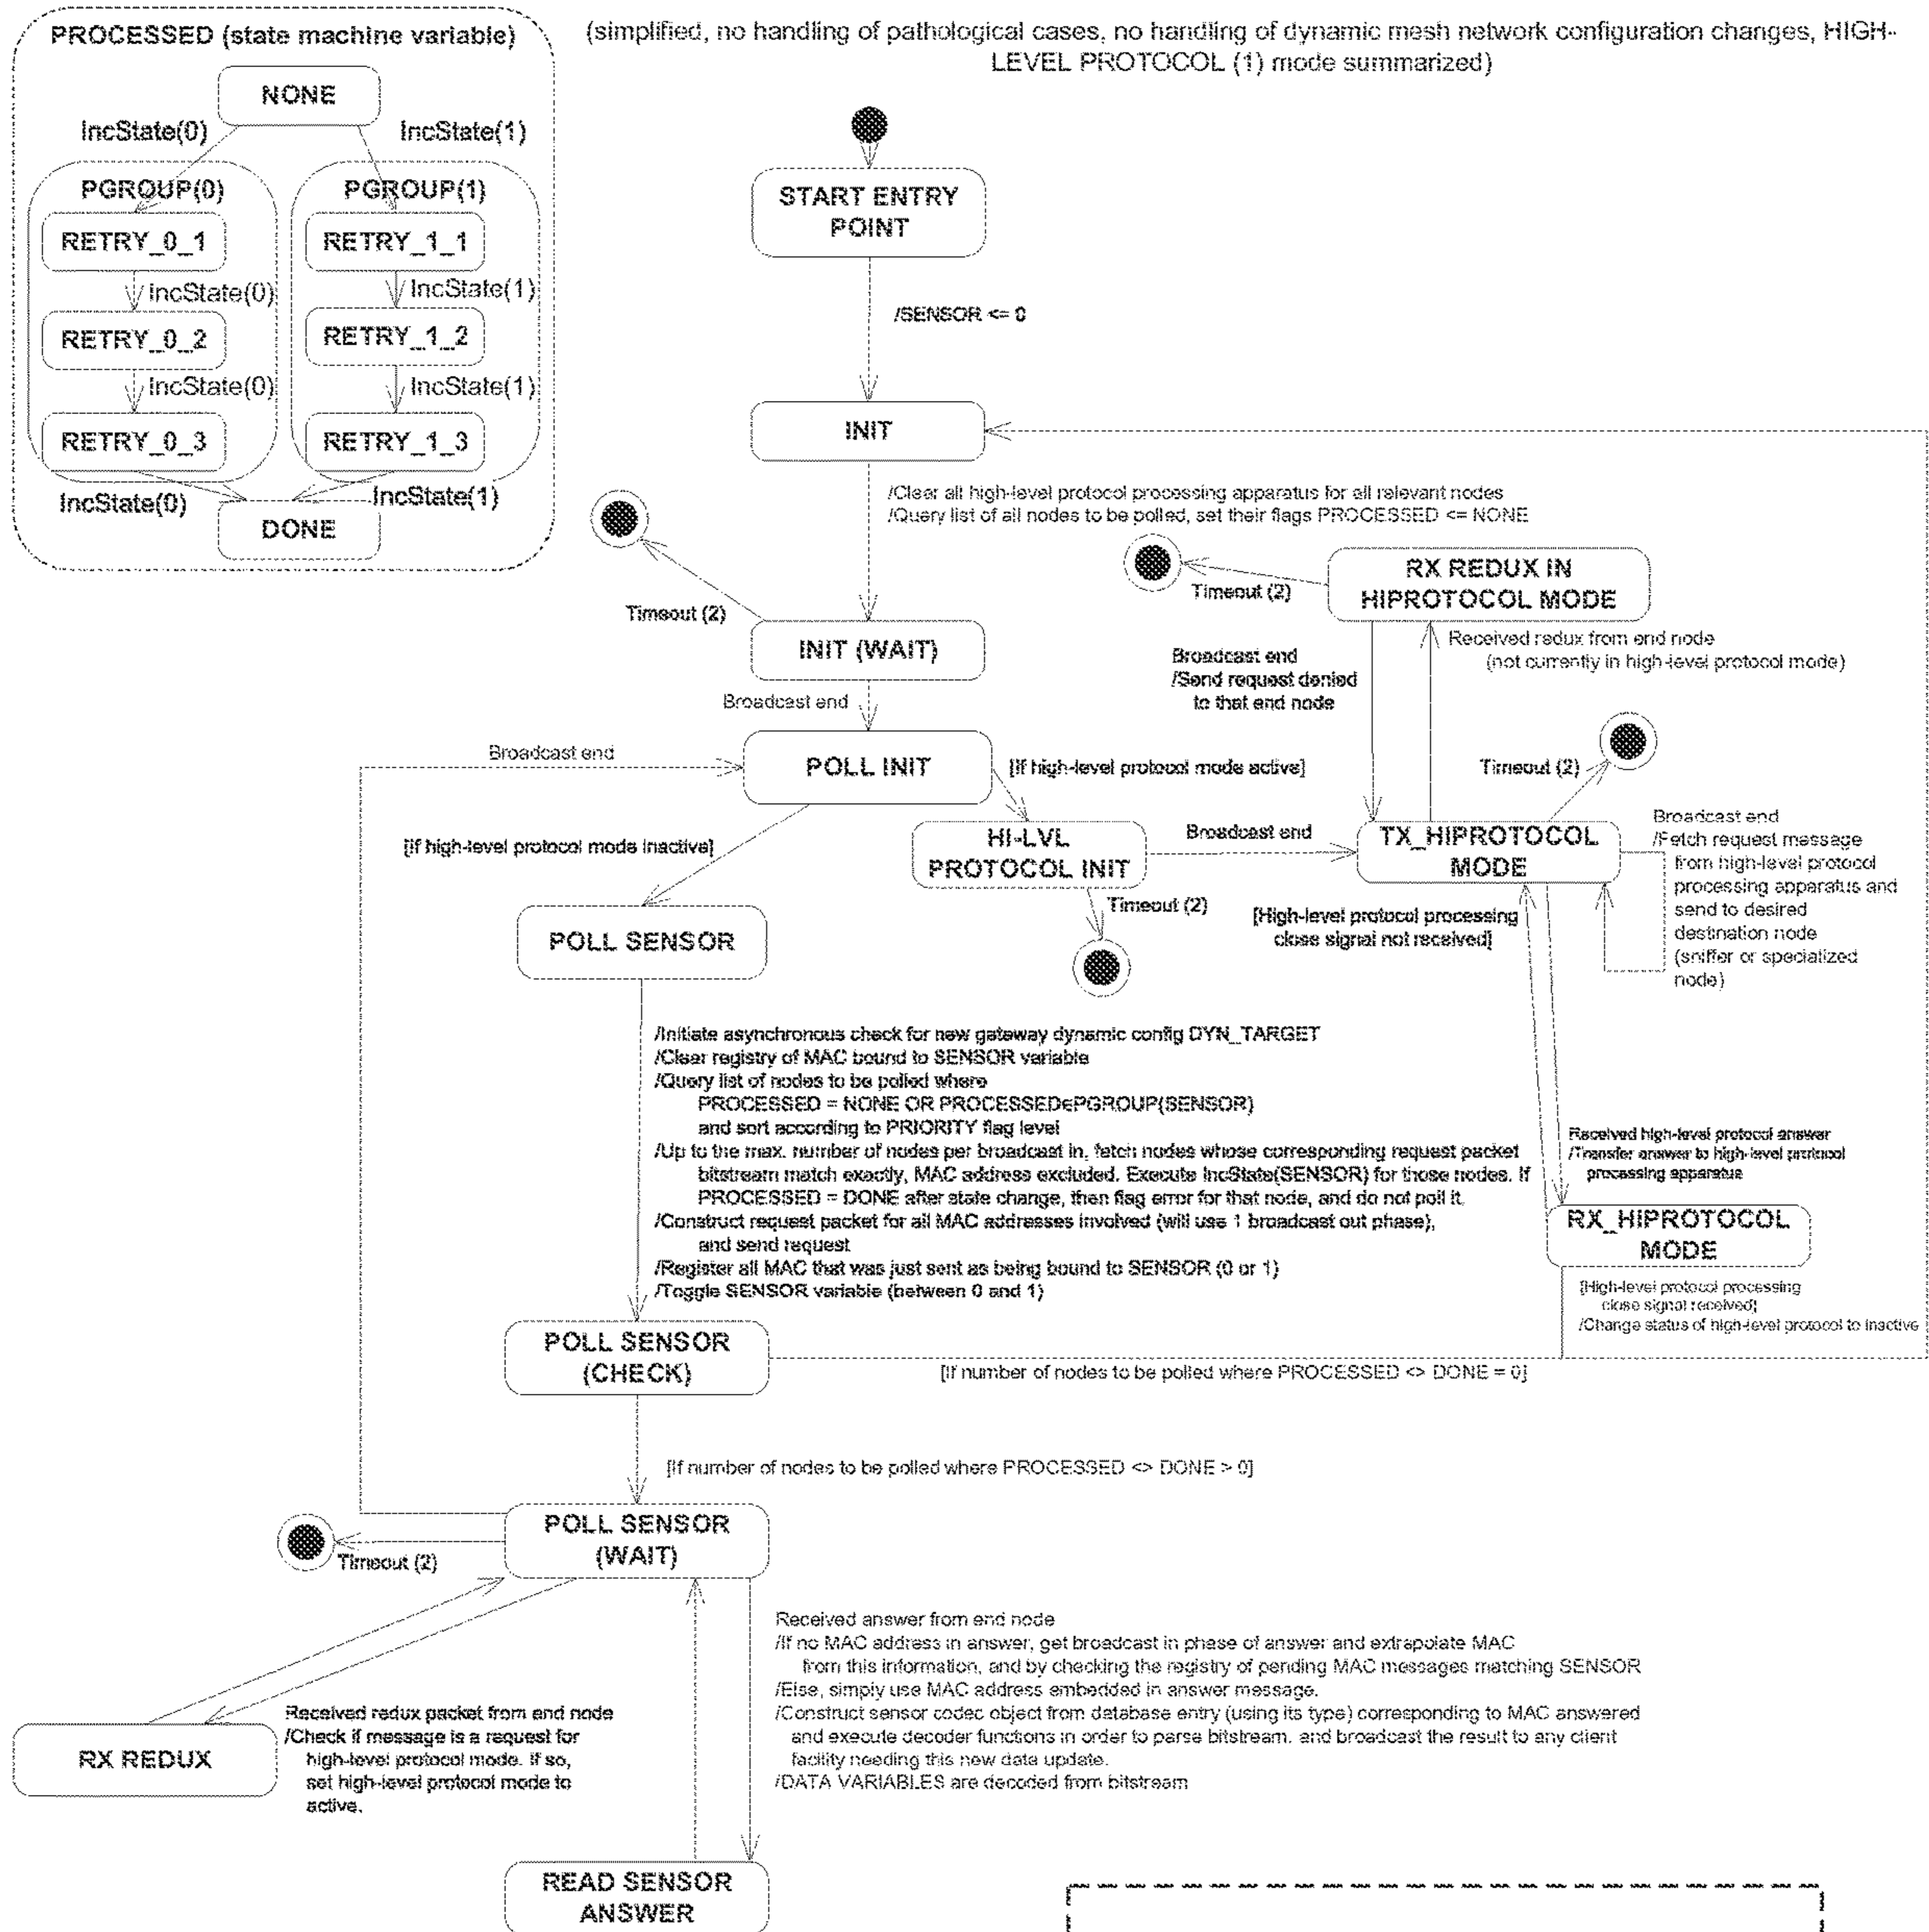 PROCESSED (state machine variable)
NONE
IncState(0)
IncState(1)
PGROUP(0)
PGROUP(1)
RETRY_0_1
RETRY_1_1
IncState(0)
IncState(1)
RETRY_0_2
RETRY_1_2
IncState(0)
IncState(1)
RETRY_0_3
RETRY_1_3
IncState(0)
IncState(1)
DONE
(simplified, no handling of pathological cases, no handling of dynamic mesh network configuration changes, HIGH-
LEVEL PROTOCOL (1) mode summarized)
START ENTRY
POINT
/SENSOR <= 0
INIT
/Clear all high-level protocol processing apparatus for all relevant nodes
/Query list of all nodes to be polled, set their flags PROCESSED <= NONE
Timeout (2)
INIT (WAIT)
Broadcast end
RX REDUX IN
HIPROTOCOL MODE
Timeout (2)
Received redux from end node
(not currently in high-level protocol mode)
Broadcast end
/Send request denied
to that end node
Broadcast end
POLL INIT
[If high-level protocol mode active]
Timeout (2)
[If high-level protocol mode inactive]
HI-LVL
PROTOCOL INIT
Broadcast end
TX_HIPROTOCOL
MODE
Broadcast end
/Fetch request message
from high-level protocol
processing apparatus and
send to desired
destination node
(sniffer or specialized
node)
Timeout (2)
[High-level protocol processing
close signal not received]
POLL SENSOR
/Initiate asynchronous check for new gateway dynamic config DYN_TARGET
/Clear registry of MAC bound to SENSOR variable
/Query list of nodes to be polled where
PROCESSED = NONE OR PROCESSED∈PGROUP(SENSOR)
and sort according to PRIORITY flag level
/Up to the max. number of nodes per broadcast in, fetch nodes whose corresponding request packet
bitstream match exactly, MAC address excluded. Execute IncState(SENSOR) for those nodes. If
PROCESSED = DONE after state change, then flag error for that node, and do not poll it.
/Construct request packet for all MAC addresses involved (will use 1 broadcast out phase),
and send request
/Register all MAC that was just sent as being bound to SENSOR (0 or 1)
/Toggle SENSOR variable (between 0 and 1)
Received high-level protocol answer
/Transfer answer to high-level protocol
processing apparatus
RX_HIPROTOCOL
MODE
[High-level protocol processing
close signal received]
/Change status of high-level protocol to inactive
POLL SENSOR
(CHECK)
[If number of nodes to be polled where PROCESSED <> DONE = 0]
[If number of nodes to be polled where PROCESSED <> DONE > 0]
POLL SENSOR
(WAIT)
Timeout (2)
Received answer from end node
/If no MAC address in answer, get broadcast in phase of answer and extrapolate MAC
from this information, and by checking the registry of pending MAC messages matching SENSOR
/Else, simply use MAC address embedded in answer message.
/Construct sensor codec object from database entry (using its type) corresponding to MAC answered
and execute decoder functions in order to parse bitstream. and broadcast the result to any client
facility needing this new data update.
/DATA VARIABLES are decoded from bitstream
RX REDUX
Received redux packet from end node
/Check if message is a request for
high-level protocol mode. If so,
set high-level protocol mode to
active.
READ SENSOR
ANSWER